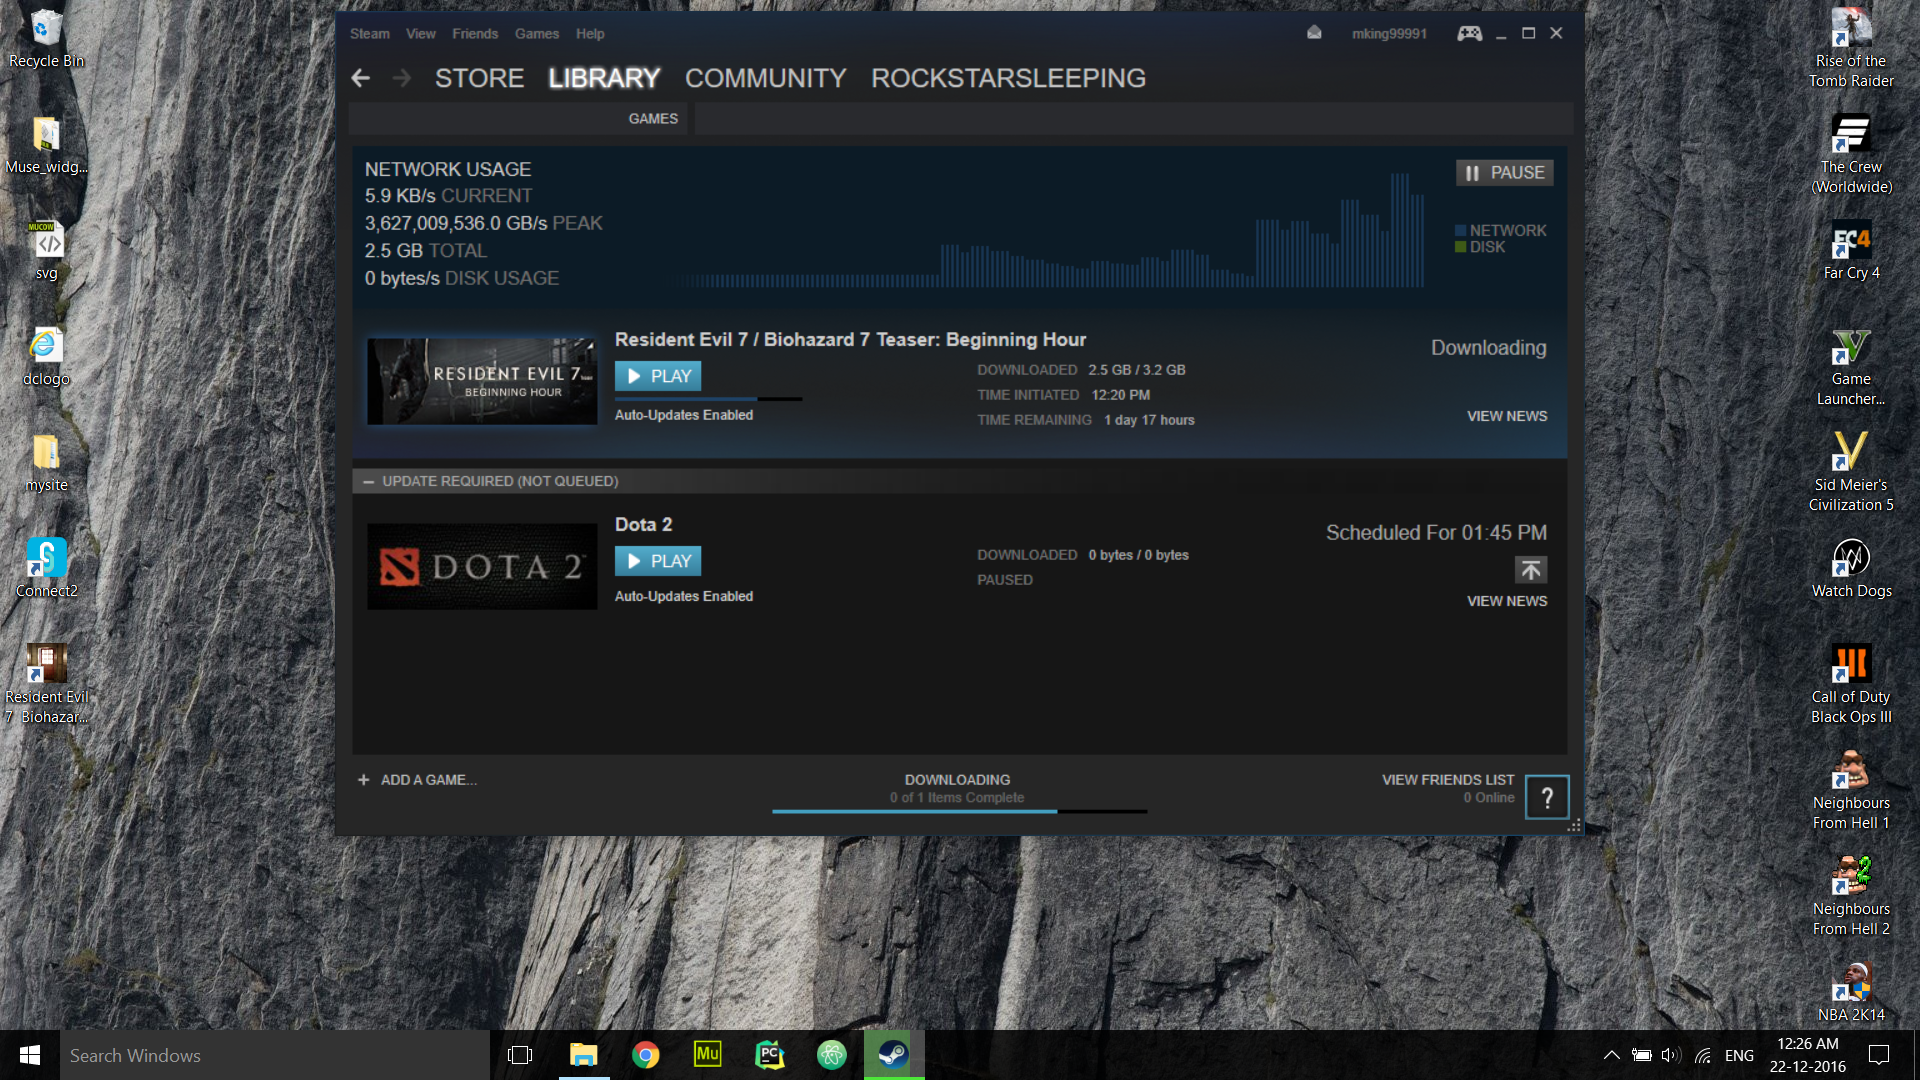 Recycle Bin
Muse_widg...
MUCOW
svg
dclogo
mysite
Connect2
Resident Evil
7 Biohazar...
Steam View Friends Games Help
mking99991
STORE LIBRARY COMMUNITY ROCKSTARSLEEPING
GAMES
NETWORK USAGE
5.9 KB/s CURRENT
3,627,009,536.0 GB/s PEAK
2.5 GB TOTAL
0 bytes/s DISK USAGE
PAUSE
NETWORK
DISK
RESIDENT EVIL 7
BEGINNING HOUR
Resident Evil 7 / Biohazard 7 Teaser: Beginning Hour
PLAY
Auto-Updates Enabled
DOWNLOADED 2.5 GB / 3.2 GB
TIME INITIATED 12:20 PM
TIME REMAINING 1 day 17 hours
Downloading
VIEW NEWS
UPDATE REQUIRED (NOT QUEUED)
DOTA 2
Dota 2
PLAY
Auto-Updates Enabled
DOWNLOADED 0 bytes / 0 bytes
PAUSED
Scheduled For 01:45 PM
VIEW NEWS
+ ADD A GAME...
DOWNLOADING
0 of 1 Items Complete
VIEW FRIENDS LIST
0 Online
?
Rise of the
Tomb Raider
The Crew
(Worldwide)
FC4
Far Cry 4
Game
Launcher...
Sid Meier's
Civilization 5
Watch Dogs
Call of Duty
Black Ops III
Neighbours
From Hell 1
Neighbours
From Hell 2
NBA 2K14
Search Windows
Mu
PC
ENG
12:26 AM
22-12-2016